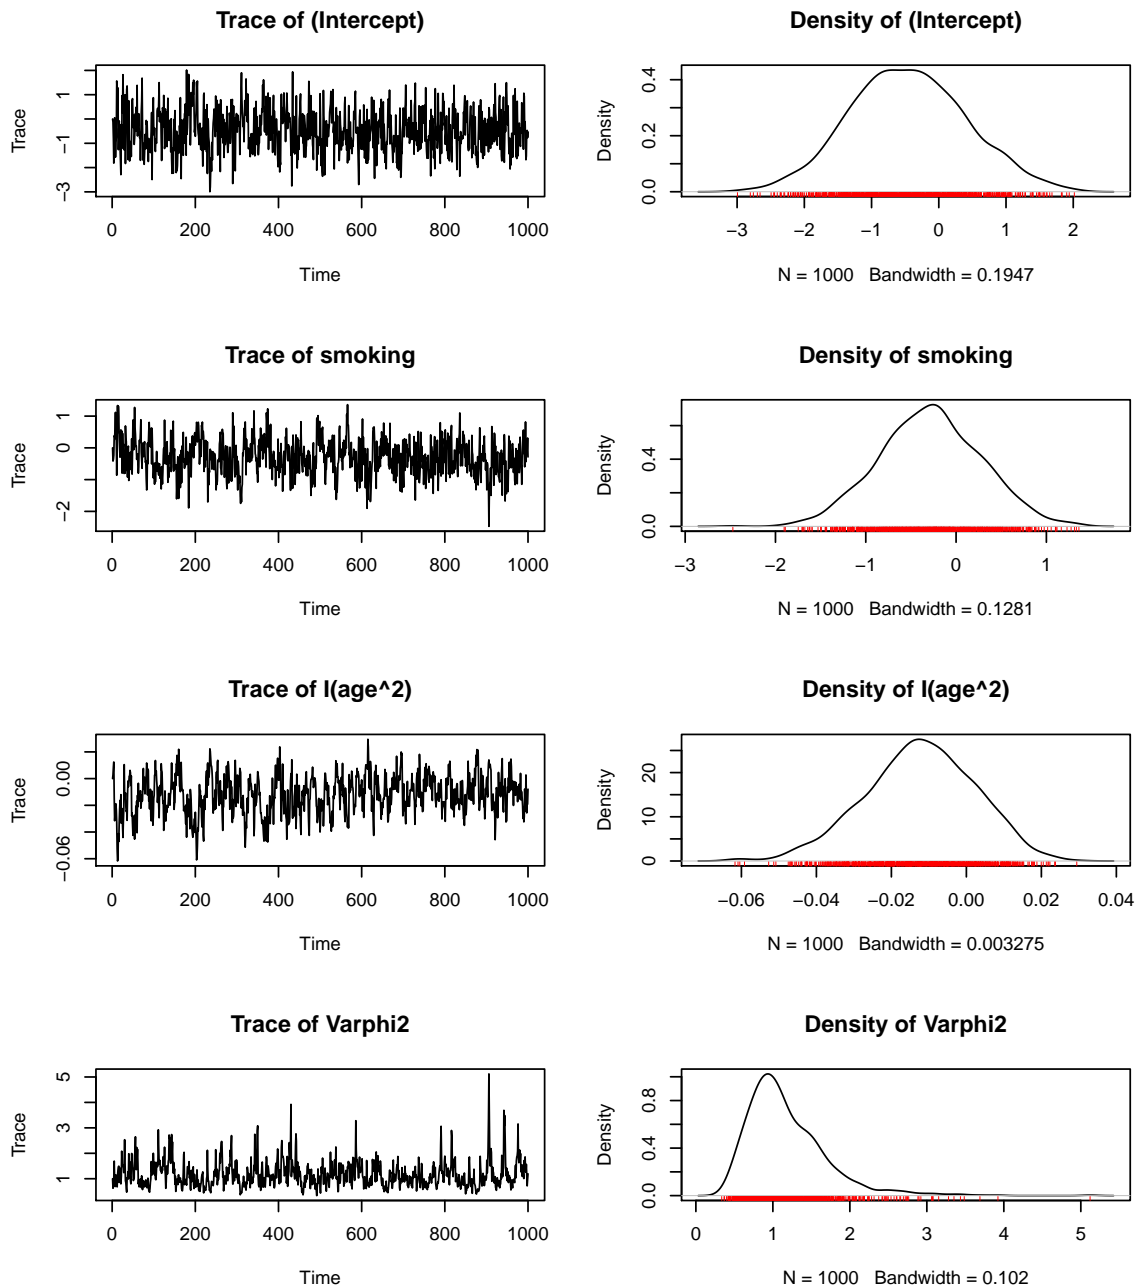 Trace of (Intercept)
Density of (Intercept)
Trace
−3 −1 1
0 200 400 600 800 1000
Time
Density
0.0 0.2 0.4
−3 −2 −1 0 1 2
N = 1000 Bandwidth = 0.1947
Trace of smoking
Density of smoking
Trace
−2 0 1
0 200 400 600 800 1000
Time
Density
0.0 0.4
−3 −2 −1 0 1
N = 1000 Bandwidth = 0.1281
Trace of I(age^2)
Density of I(age^2)
Trace
−0.06 0.00
0 200 400 600 800 1000
Time
Density
0 10 20
−0.06 −0.04 −0.02 0.00 0.02 0.04
N = 1000 Bandwidth = 0.003275
Trace of Varphi2
Density of Varphi2
Trace
1 3 5
0 200 400 600 800 1000
Time
Density
0.0 0.4 0.8
0 1 2 3 4 5
N = 1000 Bandwidth = 0.102